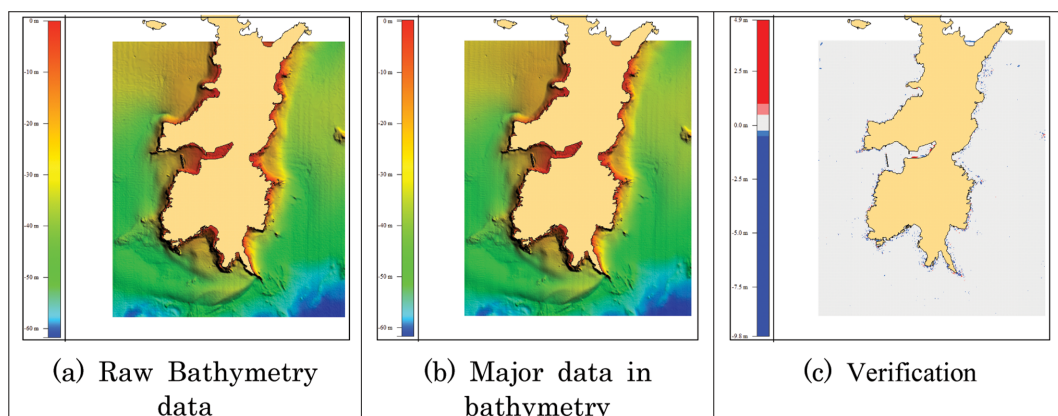 0 m
-10 m
-20 m
-30 m
-40 m
-50 m
-60 m
0 m
-10 m
-20 m
-30 m
-40 m
-50 m
-60 m
4.9 m
2.5 m
0.0 m
-2.5 m
-5.0 m
-7.5 m
-9.8 m
(a) Raw Bathymetry
data
(b) Major data in
bathymetry
(c) Verification